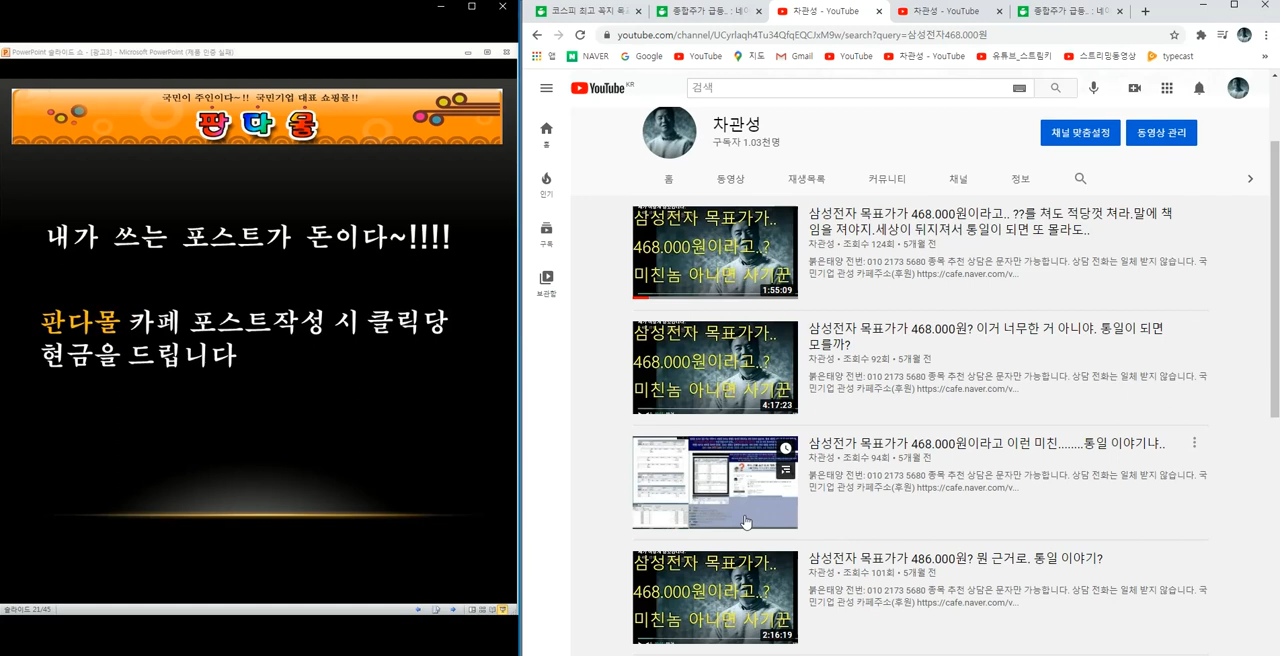 PowerPoint 슬라이드 쇼 - [광고3] - Microsoft PowerPoint (제품 인증 실패)
국민이 주인이다~!! 국민기업 대표 쇼핑몰!!
판다몰
내가 쓰는 포스트가 돈이다~!!!!
판다몰 카페 포스트작성 시 클릭당
현금을 드립니다
슬라이드 21/45
코스피 최고 꼭지
종합주가 급등.. : 네이
차관성 - YouTube
차관성 - YouTube
종합주가 급등.. : 네이
youtube.com/channel/UCyrlaqh4Tu34QfqEQCJxM9w/search?query=삼성전자468.000원
앱
NAVER
Google
YouTube
지도
Gmail
YouTube
차관성 - YouTube
유튜브_스트림키
스트리밍동영상
typecast
YouTube KR
검색
홈
인기
구독
보관함
차관성
구독자 1.03천명
채널 맞춤설정
동영상 관리
홈
동영상
재생목록
커뮤니티
채널
정보
삼성전자 목표가가..
468.000원이라고..?
미친놈 아니면 사기꾼
1:55:09
삼성전자 목표가가 468.000원이라고.. ??를 쳐도 적당껏 쳐라.말에 책
임을 져야지.세상이 뒤지져서 통일이 되면 또 몰라도..
차관성 • 조회수 124회 • 5개월 전
붉은태양 전번: 010 2173 5680 종목 추천 상담은 문자만 가능합니다. 상담 전화는 일체 받지 않습니다. 국
민기업 관성 카페주소(후원) https://cafe.naver.com/v...
삼성전자 목표가가..
468.000원이라고..?
미친놈 아니면 사기꾼
4:17:23
삼성전자 목표가가 468.000원? 이거 너무한 거 아니야. 통일이 되면
모를까?
차관성 • 조회수 92회 • 5개월 전
붉은태양 전번: 010 2173 5680 종목 추천 상담은 문자만 가능합니다. 상담 전화는 일체 받지 않습니다. 국
민기업 관성 카페주소(후원) https://cafe.naver.com/v...
삼성전가 목표가가 468.000원이라고 이런 미친.......통일 이야기냐..
차관성 • 조회수 94회 • 5개월 전
붉은태양 전번: 010 2173 5680 종목 추천 상담은 문자만 가능합니다. 상담 전화는 일체 받지 않습니다. 국
민기업 관성 카페주소(후원) https://cafe.naver.com/v...
삼성전자 목표가가..
468.000원이라고..?
미친놈 아니면 사기꾼
2:16:19
삼성전자 목표가가 486.000원? 뭔 근거로. 통일 이야기?
차관성 • 조회수 101회 • 5개월 전
붉은태양 전번: 010 2173 5680 종목 추천 상담은 문자만 가능합니다. 상담 전화는 일체 받지 않습니다. 국
민기업 관성 카페주소(후원) https://cafe.naver.com/v...